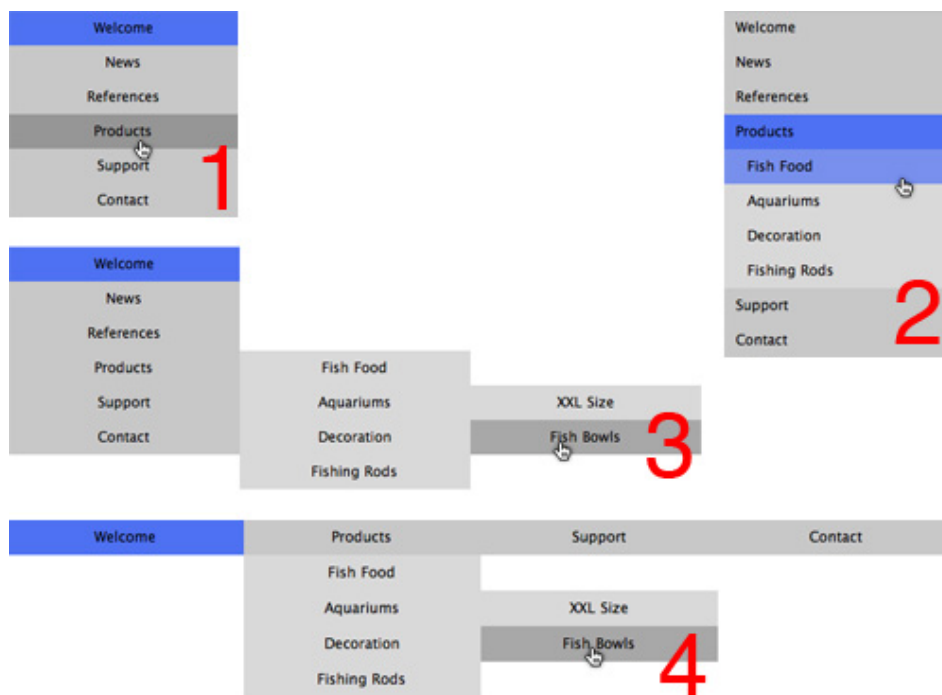 Welcome
News
References
Products
Support
Contact
1
Welcome
News
References
Products
Fish Food
Aquariums
Decoration
Fishing Rods
Support
Contact
2
Welcome
News
References
Products
Support
Contact
Fish Food
Aquariums
Decoration
Fishing Rods
XXL Size
Fish Bowls
3
Welcome Products Support Contact
Fish Food
Aquariums
Decoration
Fishing Rods
XXL Size
Fish Bowls
4